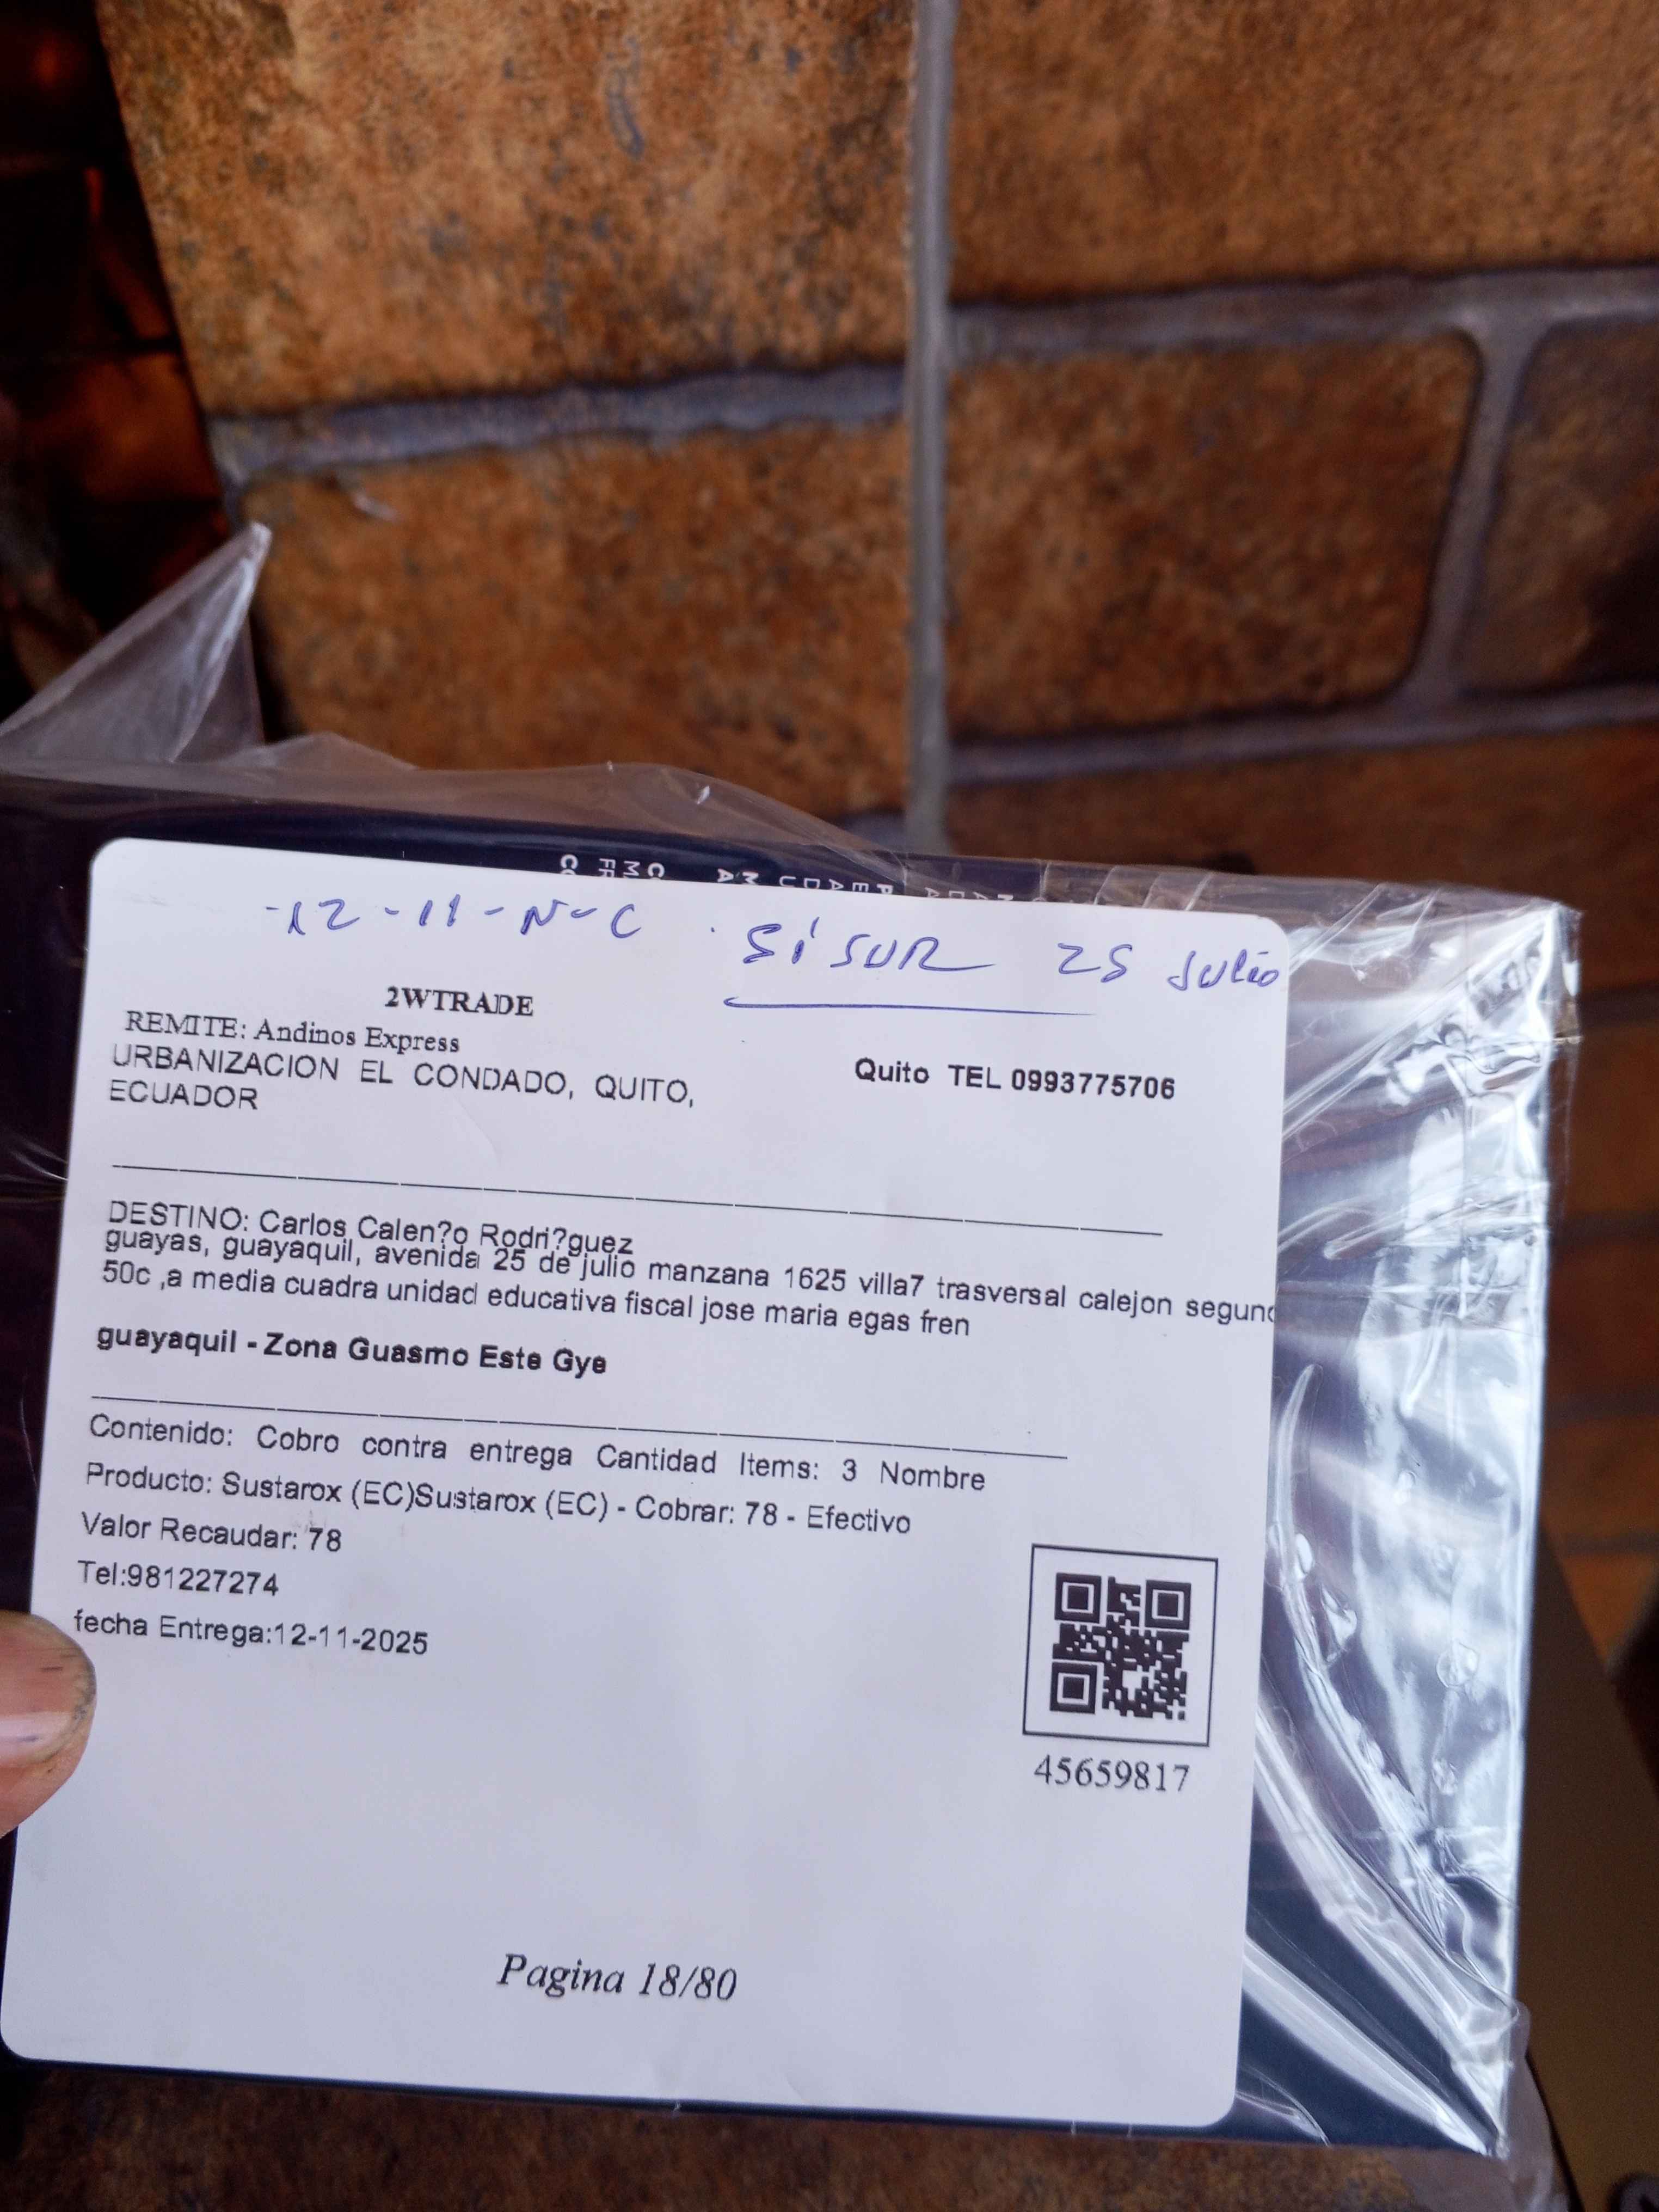 -12-11-N-C . SÍ SUR 25 Julio
2WTRADE
REMITE: Andinos Express
URBANIZACION EL CONDADO, QUITO,
ECUADOR
Quito TEL 0993775706
DESTINO: Carlos Calen?o Rodri?guez
guayas, guayaquil, avenida 25 de julio manzana 1625 villa7 trasversal calejon segund
50c ,a media cuadra unidad educativa fiscal jose maria egas fren
guayaquil - Zona Guasmo Este Gye
Contenido: Cobro contra entrega Cantidad Items: 3 Nombre
Producto: Sustarox (EC)Sustarox (EC) - Cobrar: 78 - Efectivo
Valor Recaudar: 78
Tel:981227274
fecha Entrega:12-11-2025
45659817
Pagina 18/80